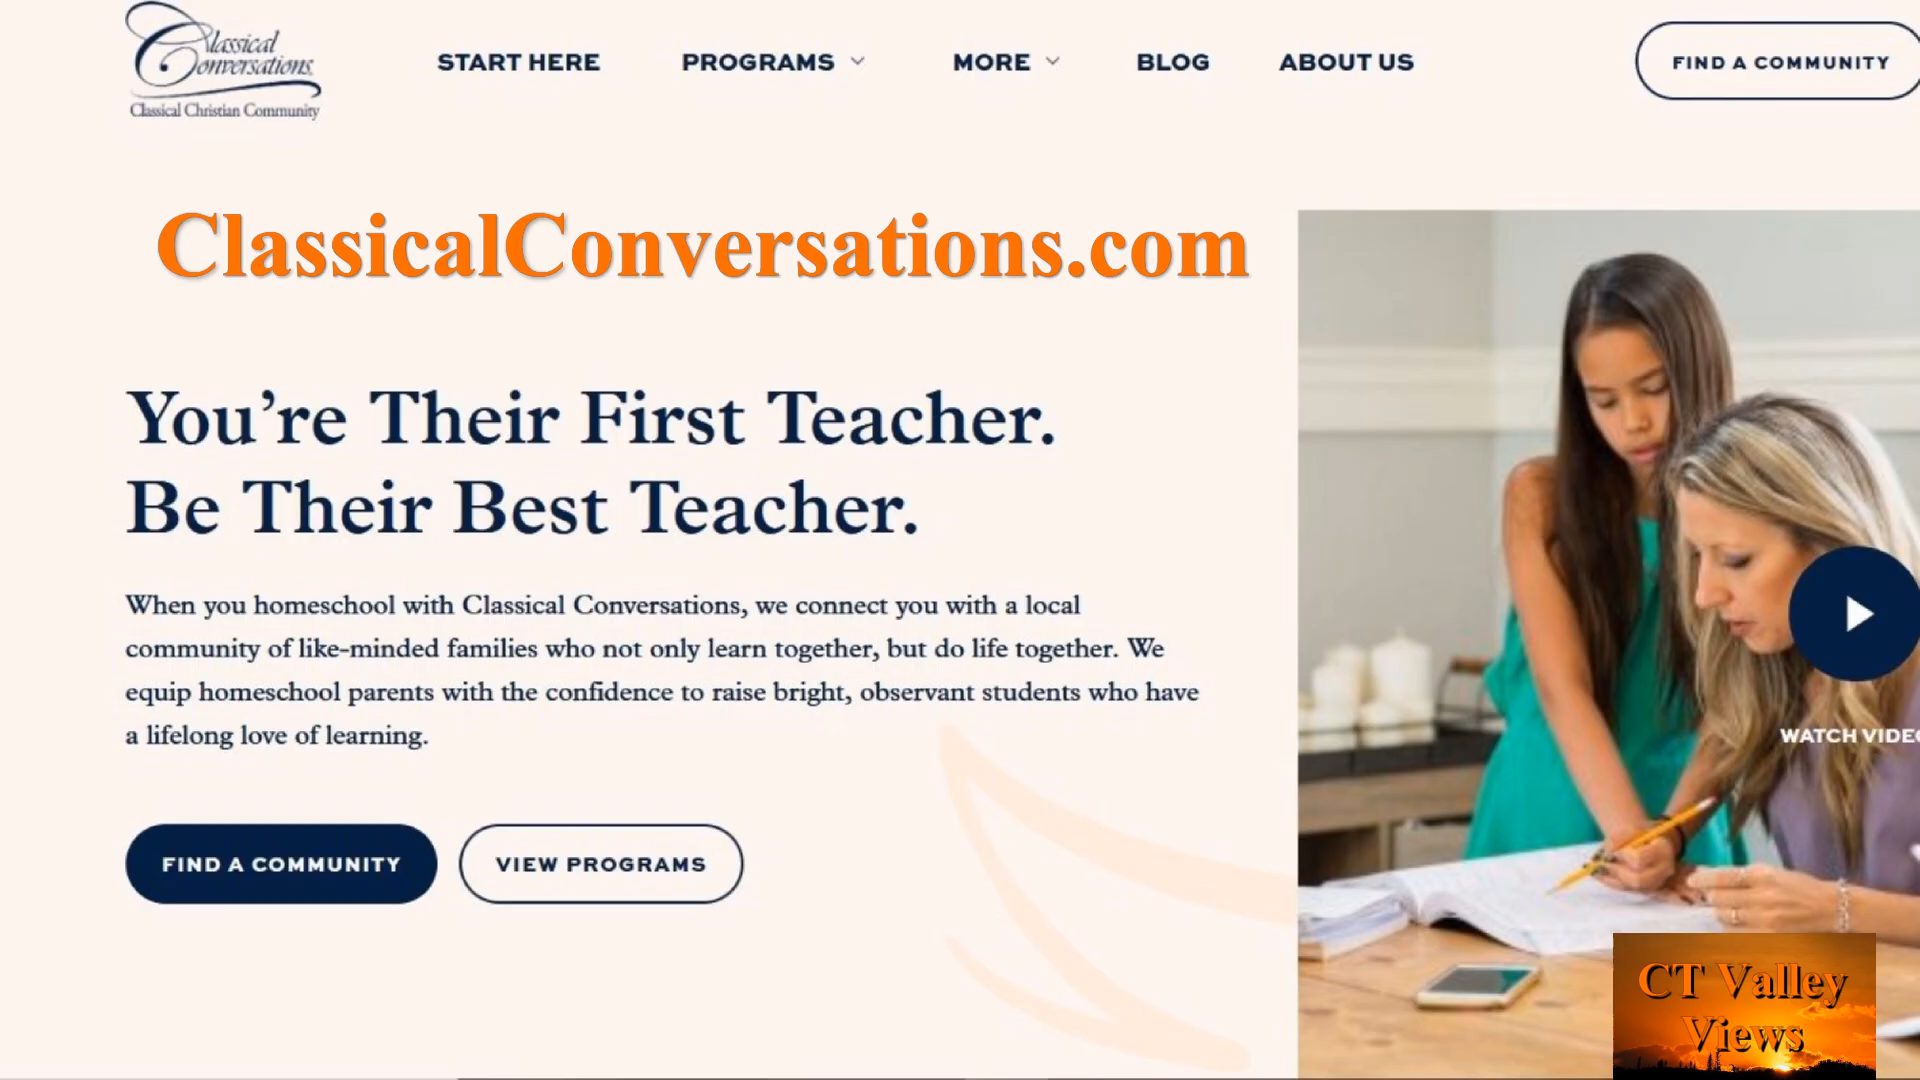 Classical
Conversations
Classical Christian Community
START HERE
PROGRAMS
MORE
BLOG
ABOUT US
FIND A COMMUNITY
ClassicalConversations.com
You're Their First Teacher.
Be Their Best Teacher.
When you homeschool with Classical Conversations, we connect you with a local
community of like-minded families who not only learn together, but do life together. We
equip homeschool parents with the confidence to raise bright, observant students who have
a lifelong love of learning.
FIND A COMMUNITY
VIEW PROGRAMS
WATCH VIDEO
CT Valley
Views